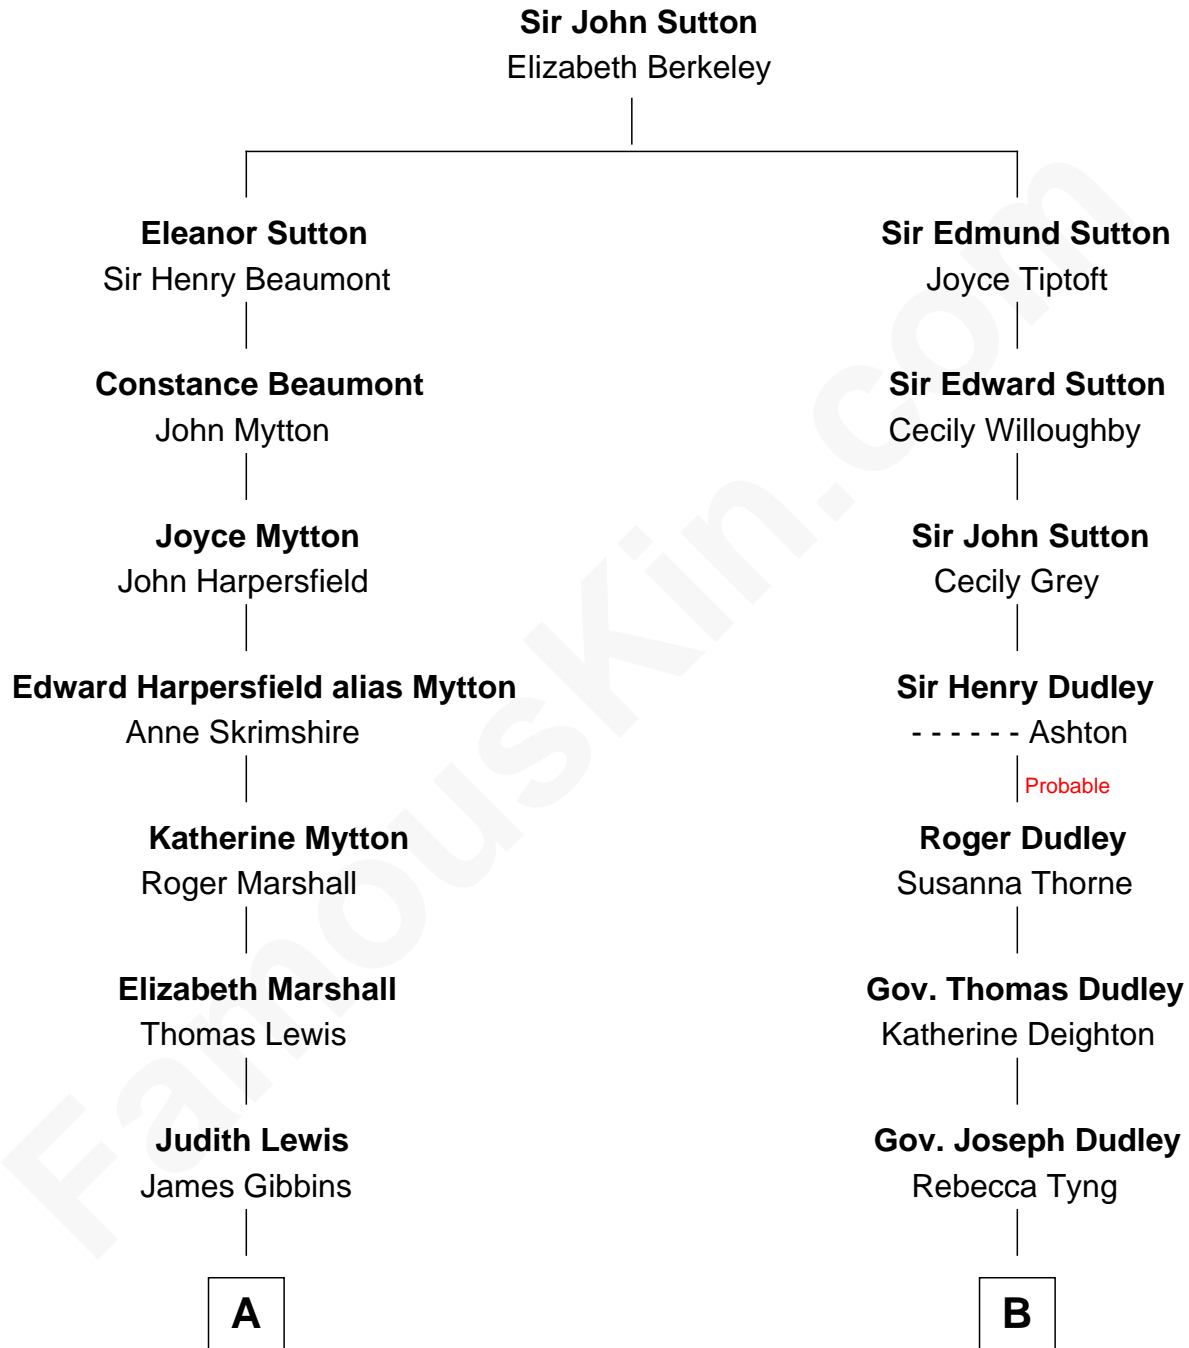 Sir John Sutton
Elizabeth Berkeley
Eleanor Sutton
Sir Henry Beaumont
Sir Edmund Sutton
Joyce Tiptoft
Constance Beaumont
John Mytton
Sir Edward Sutton
Cecily Willoughby
Joyce Mytton
John Harpersfield
Sir John Sutton
Cecily Grey
Edward Harpersfield alias Mytton
Anne Skrimshire
Sir Henry Dudley
- - - - - - Ashton
Probable
Katherine Mytton
Roger Marshall
Roger Dudley
Susanna Thorne
Elizabeth Marshall
Thomas Lewis
Gov. Thomas Dudley
Katherine Deighton
Judith Lewis
James Gibbins
Gov. Joseph Dudley
Rebecca Tyng
A
B
FamousKin.com